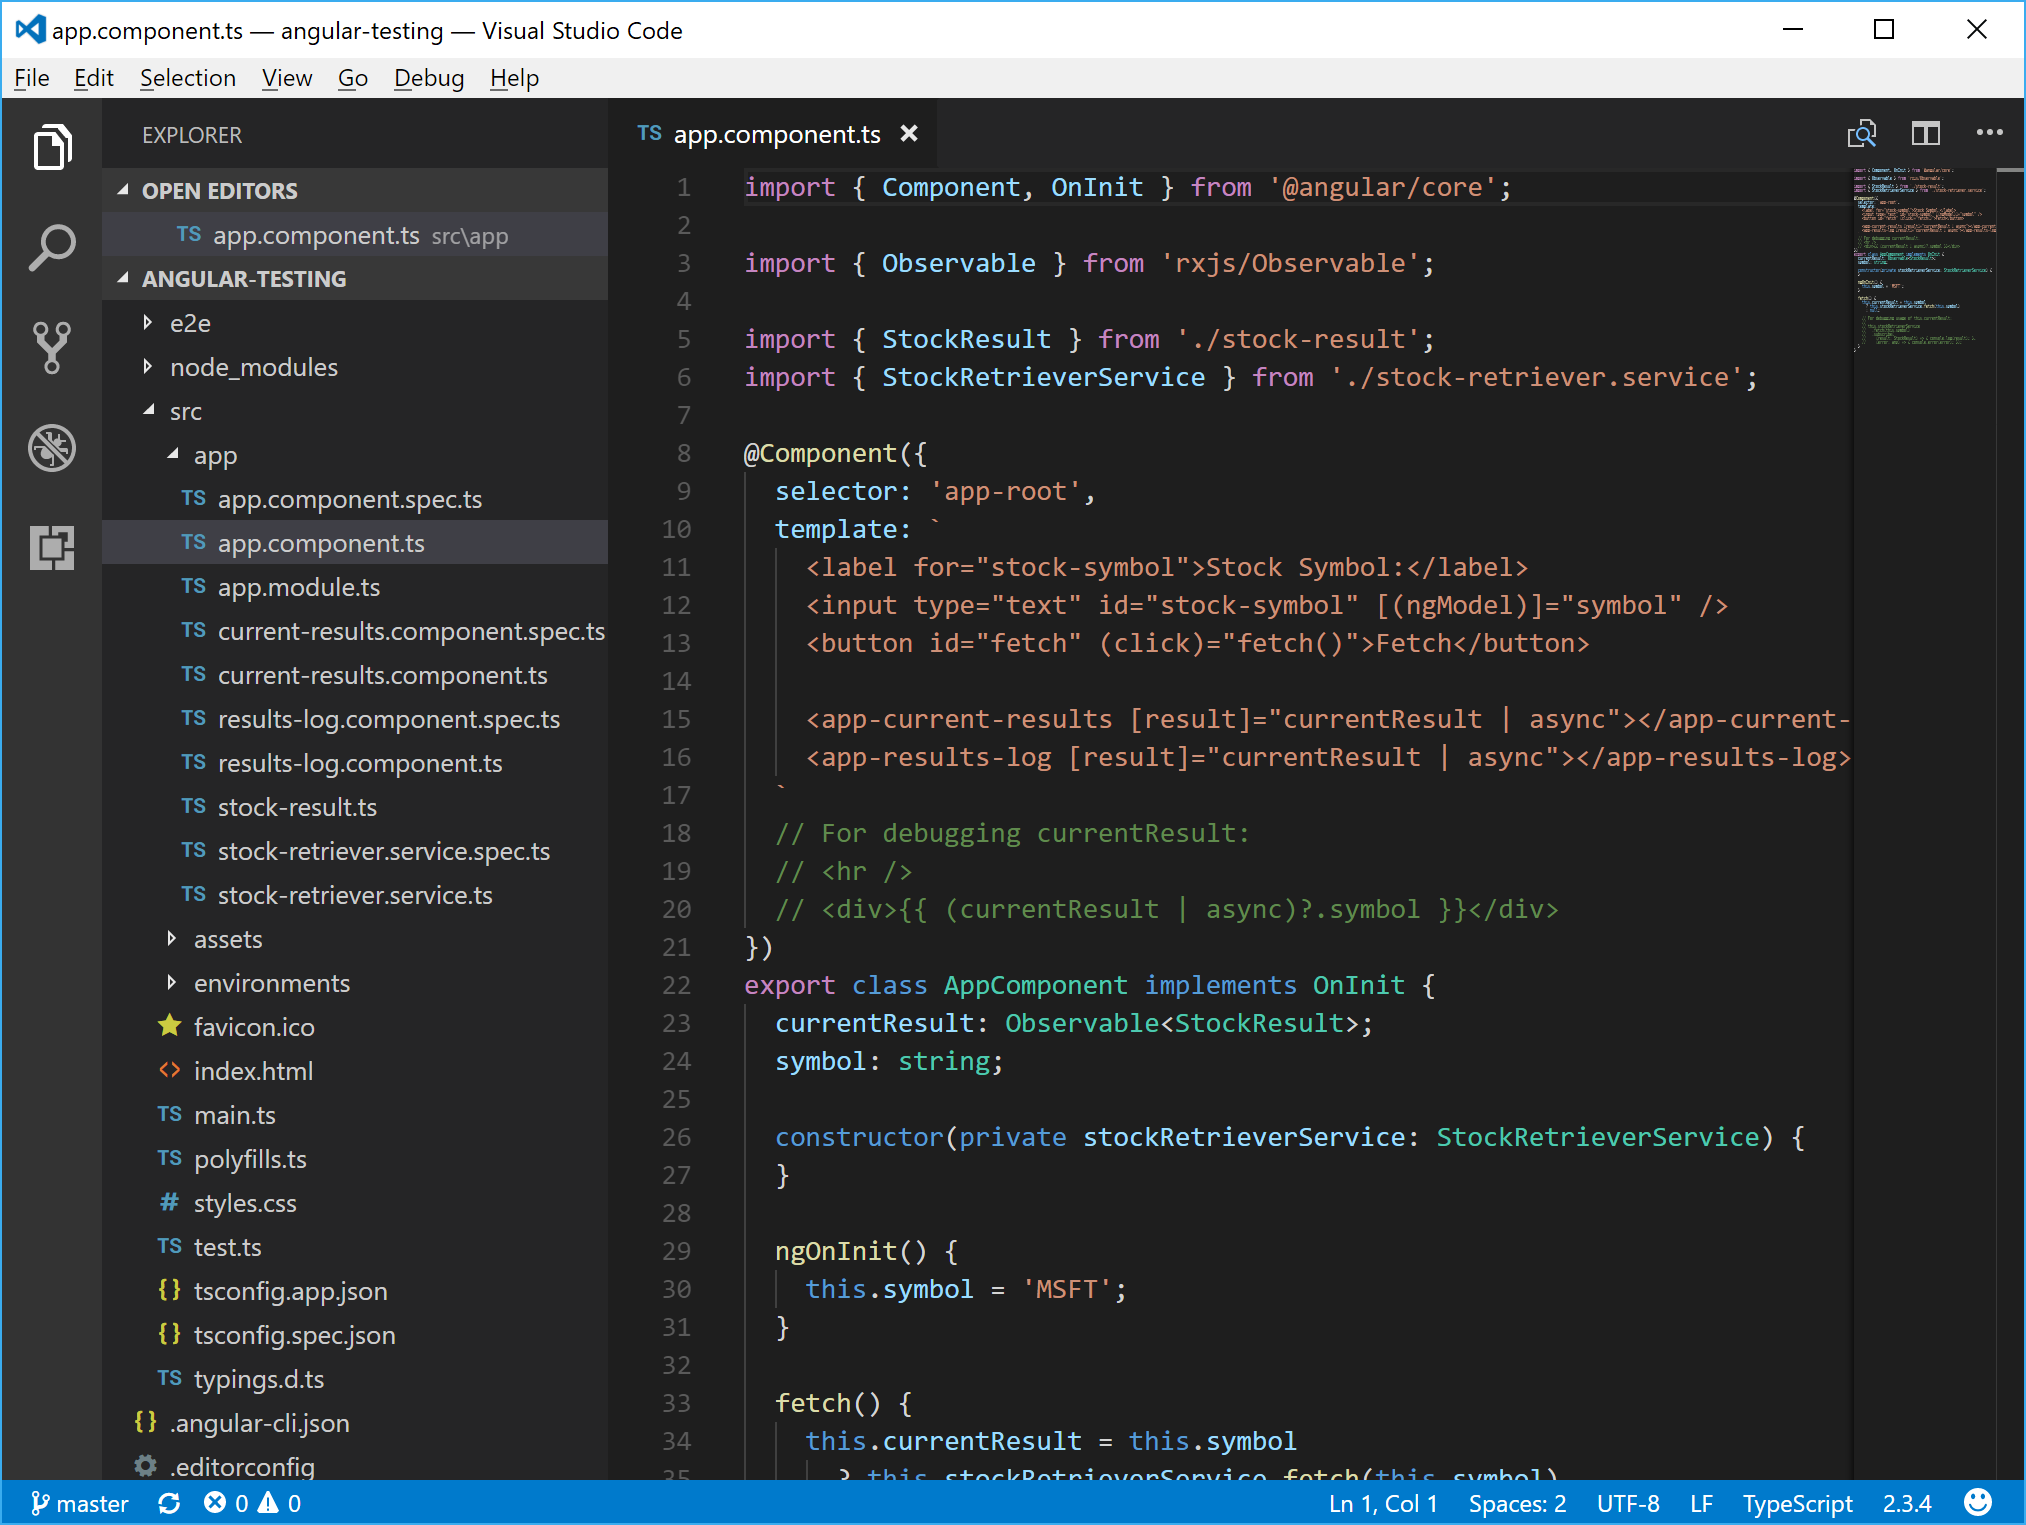 app.component.ts — angular-testing — Visual Studio Code
File Edit Selection View Go Debug Help
EXPLORER
OPEN EDITORS
TS app.component.ts src\app
ANGULAR-TESTING
e2e
node_modules
src
app
TS app.component.spec.ts
TS app.component.ts
TS app.module.ts
TS current-results.component.spec.ts
TS current-results.component.ts
TS results-log.component.spec.ts
TS results-log.component.ts
TS stock-result.ts
TS stock-retriever.service.spec.ts
TS stock-retriever.service.ts
assets
environments
favicon.ico
<> index.html
TS main.ts
TS polyfills.ts
# styles.css
TS test.ts
{} tsconfig.app.json
{} tsconfig.spec.json
TS typings.d.ts
{} .angular-cli.json
.editorconfig
TS app.component.ts
1 import { Component, OnInit } from '@angular/core';
2
3 import { Observable } from 'rxjs/Observable';
4
5 import { StockResult } from './stock-result';
6 import { StockRetrieverService } from './stock-retriever.service';
7
8 @Component({
9 selector: 'app-root',
10 template: `
11 <label for="stock-symbol">Stock Symbol:</label>
12 <input type="text" id="stock-symbol" [(ngModel)]="symbol" />
13 <button id="fetch" (click)="fetch()">Fetch</button>
14
15 <app-current-results [result]="currentResult | async"></app-current-
16 <app-results-log [result]="currentResult | async"></app-results-log>
17 `
18 // For debugging currentResult:
19 // <hr />
20 // <div>{{ (currentResult | async)?.symbol }}</div>
21 })
22 export class AppComponent implements OnInit {
23 currentResult: Observable<StockResult>;
24 symbol: string;
25
26 constructor(private stockRetrieverService: StockRetrieverService) {
27 }
28
29 ngOnInit() {
30 this.symbol = 'MSFT';
31 }
32
33 fetch() {
34 this.currentResult = this.symbol
35 ? this.stockRetrieverService.fetch(this.symbol)
master 0 0
Ln 1, Col 1 Spaces: 2 UTF-8 LF TypeScript 2.3.4